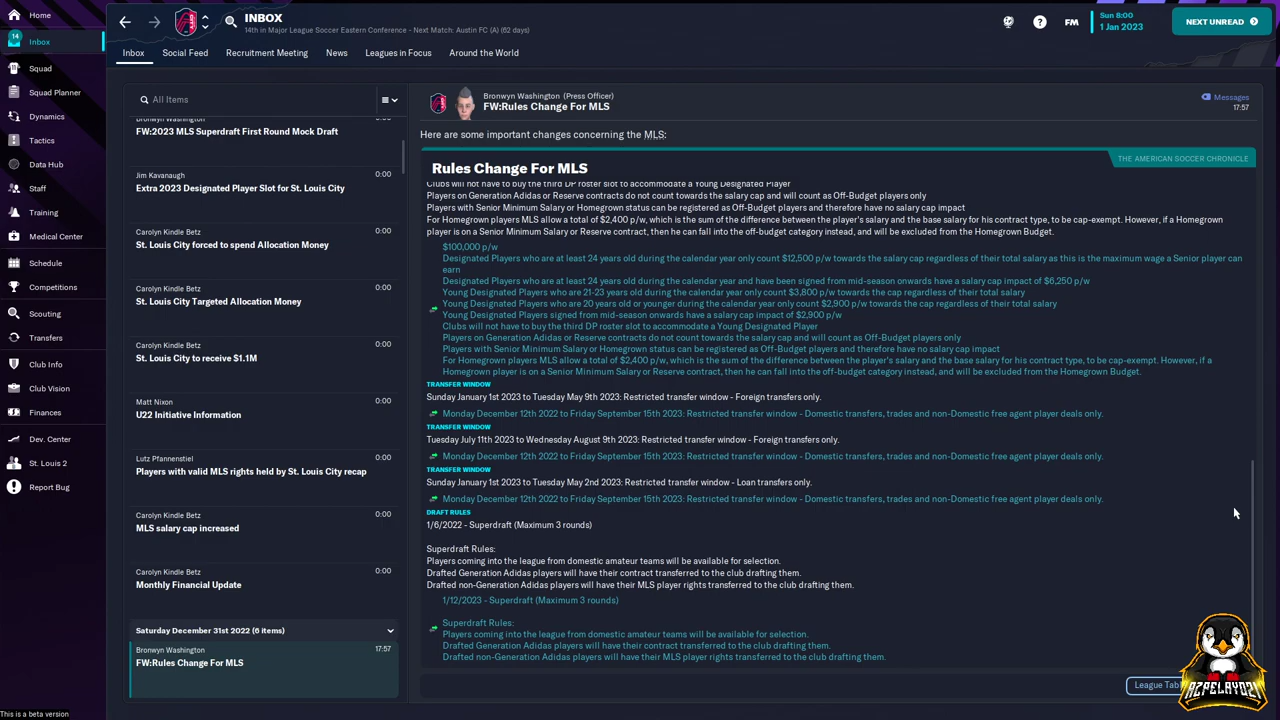 Home
Inbox
14
Squad
Squad Planner
Dynamics
Tactics
Data Hub
Staff
Training
Medical Center
Schedule
Competitions
Scouting
Transfers
Club Info
Club Vision
Finances
Dev. Center
St. Louis 2
Report Bug
This is a beta version
INBOX
14th in Major League Soccer Eastern Conference - Next Match: Austin FC (A) (62 days)
FM
Sun 8:00
1 Jan 2023
NEXT UNREAD
Inbox
Social Feed
Recruitment Meeting
News
Leagues in Focus
Around the World
All Items
Bronwyn Washington
0:00
FW:2023 MLS Superdraft First Round Mock Draft
Jim Kavanaugh
0:00
Extra 2023 Designated Player Slot for St. Louis City
Carolyn Kindle Betz
0:00
St. Louis City forced to spend Allocation Money
Carolyn Kindle Betz
0:00
St. Louis City Targeted Allocation Money
Carolyn Kindle Betz
0:00
St. Louis City to receive $1.1M
Matt Nixon
0:00
U22 Initiative Information
Lutz Pfannenstiel
0:00
Players with valid MLS rights held by St. Louis City recap
Carolyn Kindle Betz
0:00
MLS salary cap increased
Carolyn Kindle Betz
0:00
Monthly Financial Update
Saturday December 31st 2022 (6 items)
Bronwyn Washington
17:57
FW:Rules Change For MLS
Bronwyn Washington (Press Officer)
FW:Rules Change For MLS
Messages
17:57
Here are some important changes concerning the MLS:
Rules Change For MLS
THE AMERICAN SOCCER CHRONICLE
Clubs will not have to buy the third DP roster slot to accommodate a Young Designated Player
Players on Generation Adidas or Reserve contracts do not count towards the salary cap and will count as Off-Budget players only
Players with Senior Minimum Salary or Homegrown status can be registered as Off-Budget players and therefore have no salary cap impact
For Homegrown players MLS allow a total of $2,400 p/w, which is the sum of the difference between the player's salary and the base salary for his contract type, to be cap-exempt. However, if a Homegrown
player is on a Senior Minimum Salary or Reserve contract, then he can fall into the off-budget category instead, and will be excluded from the Homegrown Budget.
$100,000 p/w
Designated Players who are at least 24 years old during the calendar year only count $12,500 p/w towards the salary cap regardless of their total salary as this is the maximum wage a Senior player can
earn
Designated Players who are at least 24 years old during the calendar year and have been signed from mid-season onwards have a salary cap impact of $6,250 p/w
Young Designated Players who are 21-23 years old during the calendar year only count $3,800 p/w towards the cap regardless of their total salary
Young Designated Players who are 20 years old or younger during the calendar year only count $2,900 p/w towards the cap regardless of their total salary
Young Designated Players signed from mid-season onwards have a salary cap impact of $2,900 p/w
Clubs will not have to buy the third DP roster slot to accommodate a Young Designated Player
Players on Generation Adidas or Reserve contracts do not count towards the salary cap and will count as Off-Budget players only
Players with Senior Minimum Salary or Homegrown status can be registered as Off-Budget players and therefore have no salary cap impact
For Homegrown players MLS allow a total of $2,400 p/w, which is the sum of the difference between the player's salary and the base salary for his contract type, to be cap-exempt. However, if a
Homegrown player is on a Senior Minimum Salary or Reserve contract, then he can fall into the off-budget category instead, and will be excluded from the Homegrown Budget.
TRANSFER WINDOW
Sunday January 1st 2023 to Tuesday May 9th 2023: Restricted transfer window - Foreign transfers only.
Monday December 12th 2022 to Friday September 15th 2023: Restricted transfer window - Domestic transfers, trades and non-Domestic free agent player deals only.
TRANSFER WINDOW
Tuesday July 11th 2023 to Wednesday August 9th 2023: Restricted transfer window - Foreign transfers only.
Monday December 12th 2022 to Friday September 15th 2023: Restricted transfer window - Domestic transfers, trades and non-Domestic free agent player deals only.
TRANSFER WINDOW
Sunday January 1st 2023 to Tuesday May 2nd 2023: Restricted transfer window - Loan transfers only.
Monday December 12th 2022 to Friday September 15th 2023: Restricted transfer window - Domestic transfers, trades and non-Domestic free agent player deals only.
DRAFT RULES
1/6/2022 - Superdraft (Maximum 3 rounds)
Superdraft Rules:
Players coming into the league from domestic amateur teams will be available for selection.
Drafted Generation Adidas players will have their contract transferred to the club drafting them.
Drafted non-Generation Adidas players will have their MLS player rights transferred to the club drafting them.
1/12/2023 - Superdraft (Maximum 3 rounds)
Superdraft Rules:
Players coming into the league from domestic amateur teams will be available for selection.
Drafted Generation Adidas players will have their contract transferred to the club drafting them.
Drafted non-Generation Adidas players will have their MLS player rights transferred to the club drafting them.
League
AZPELAYO21